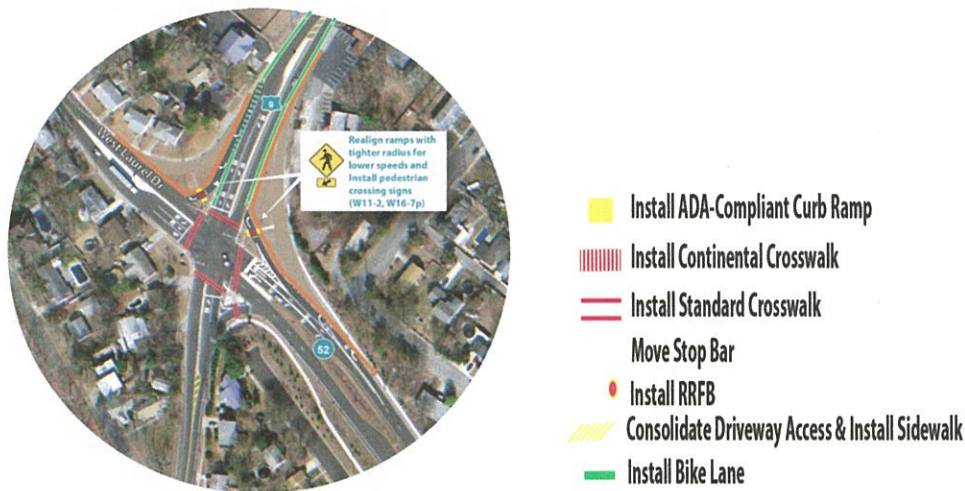 9
West Laurel Dr
Realign ramps with
tighter radius for
lower speeds and
Install pedestrian
crossing signs
(W11-2, W16-7p)
52
Install ADA-Compliant Curb Ramp
Install Continental Crosswalk
Install Standard Crosswalk
Move Stop Bar
Install RRFB
Consolidate Driveway Access & Install Sidewalk
Install Bike Lane